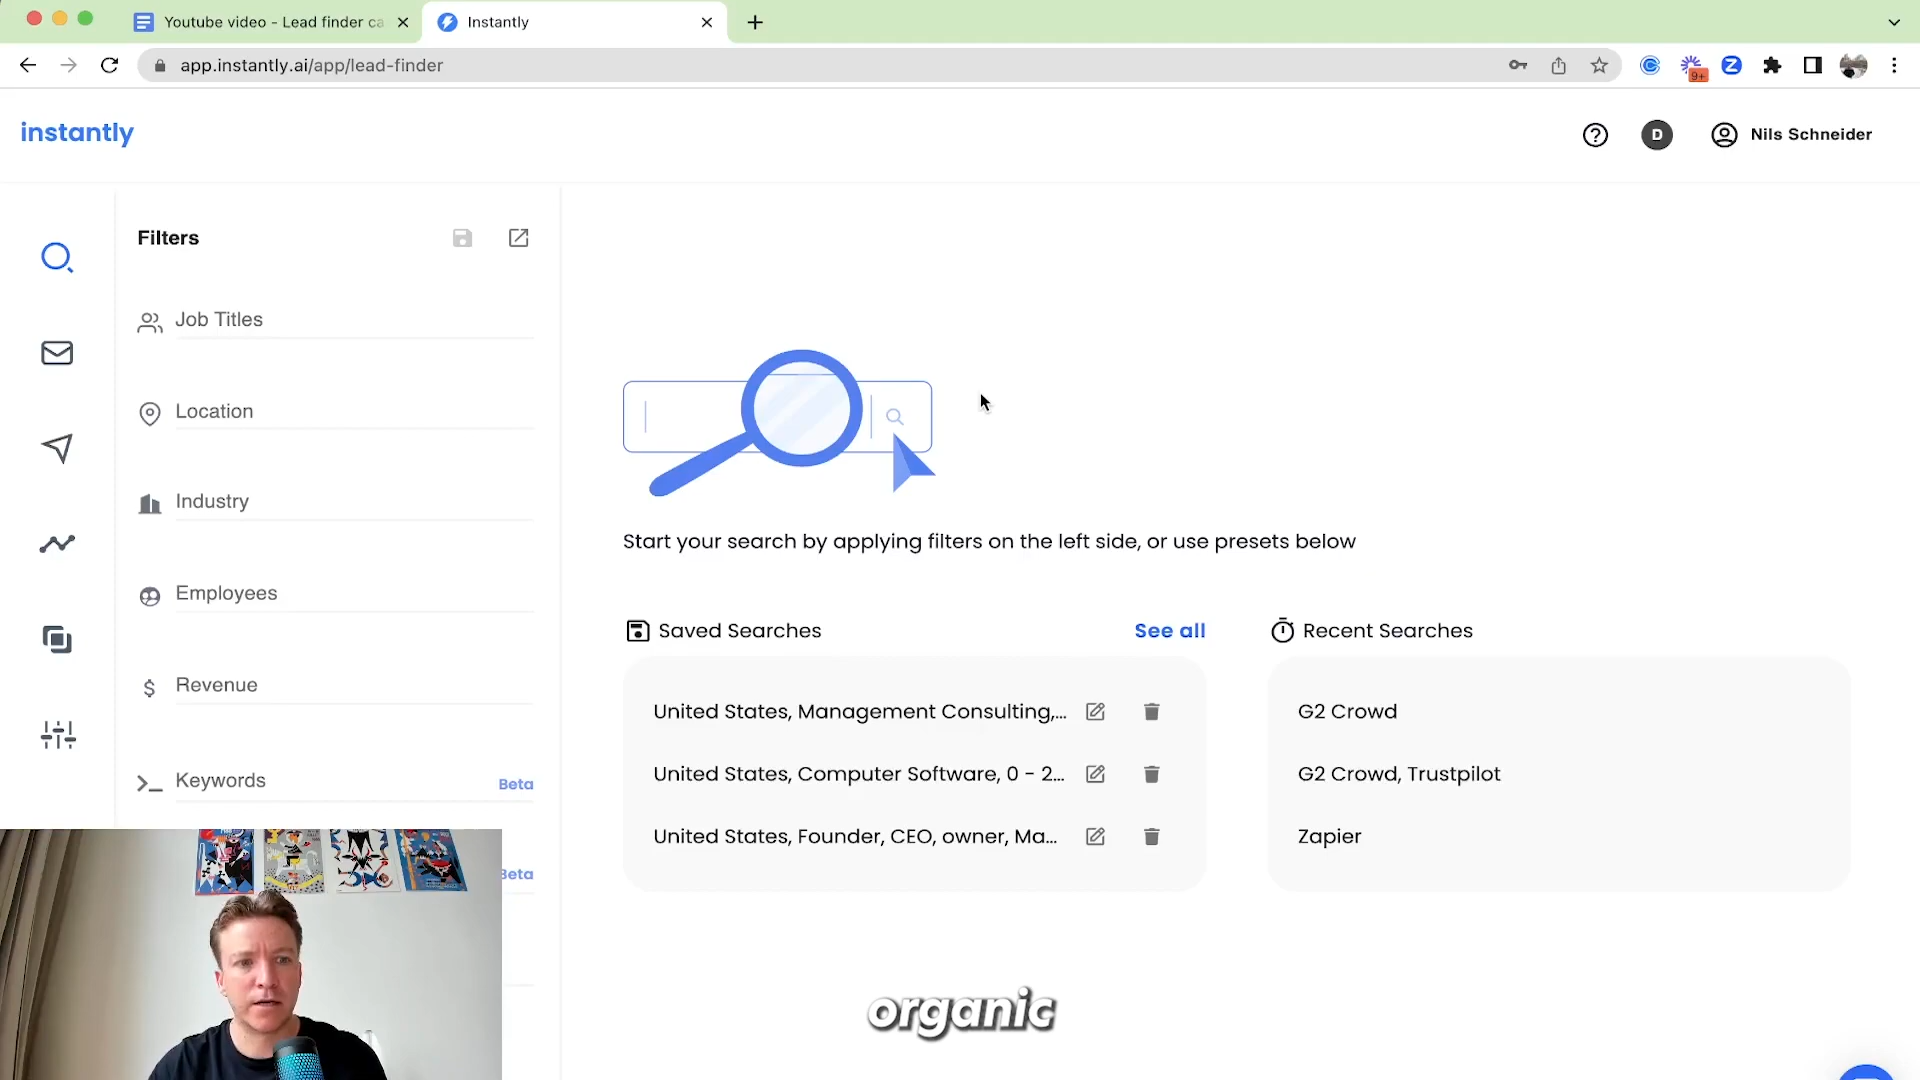 Youtube video - Lead finder ca
Instantly
app.instantly.ai/app/lead-finder
9+
instantly
D
Nils Schneider
Filters
Job Titles
Location
Industry
Employees
Revenue
Keywords
Beta
Beta
Start your search by applying filters on the left side, or use presets below
Saved Searches
See all
United States, Management Consulting,...
United States, Computer Software, 0 - 2...
United States, Founder, CEO, owner, Ma...
Recent Searches
G2 Crowd
G2 Crowd, Trustpilot
Zapier
organic